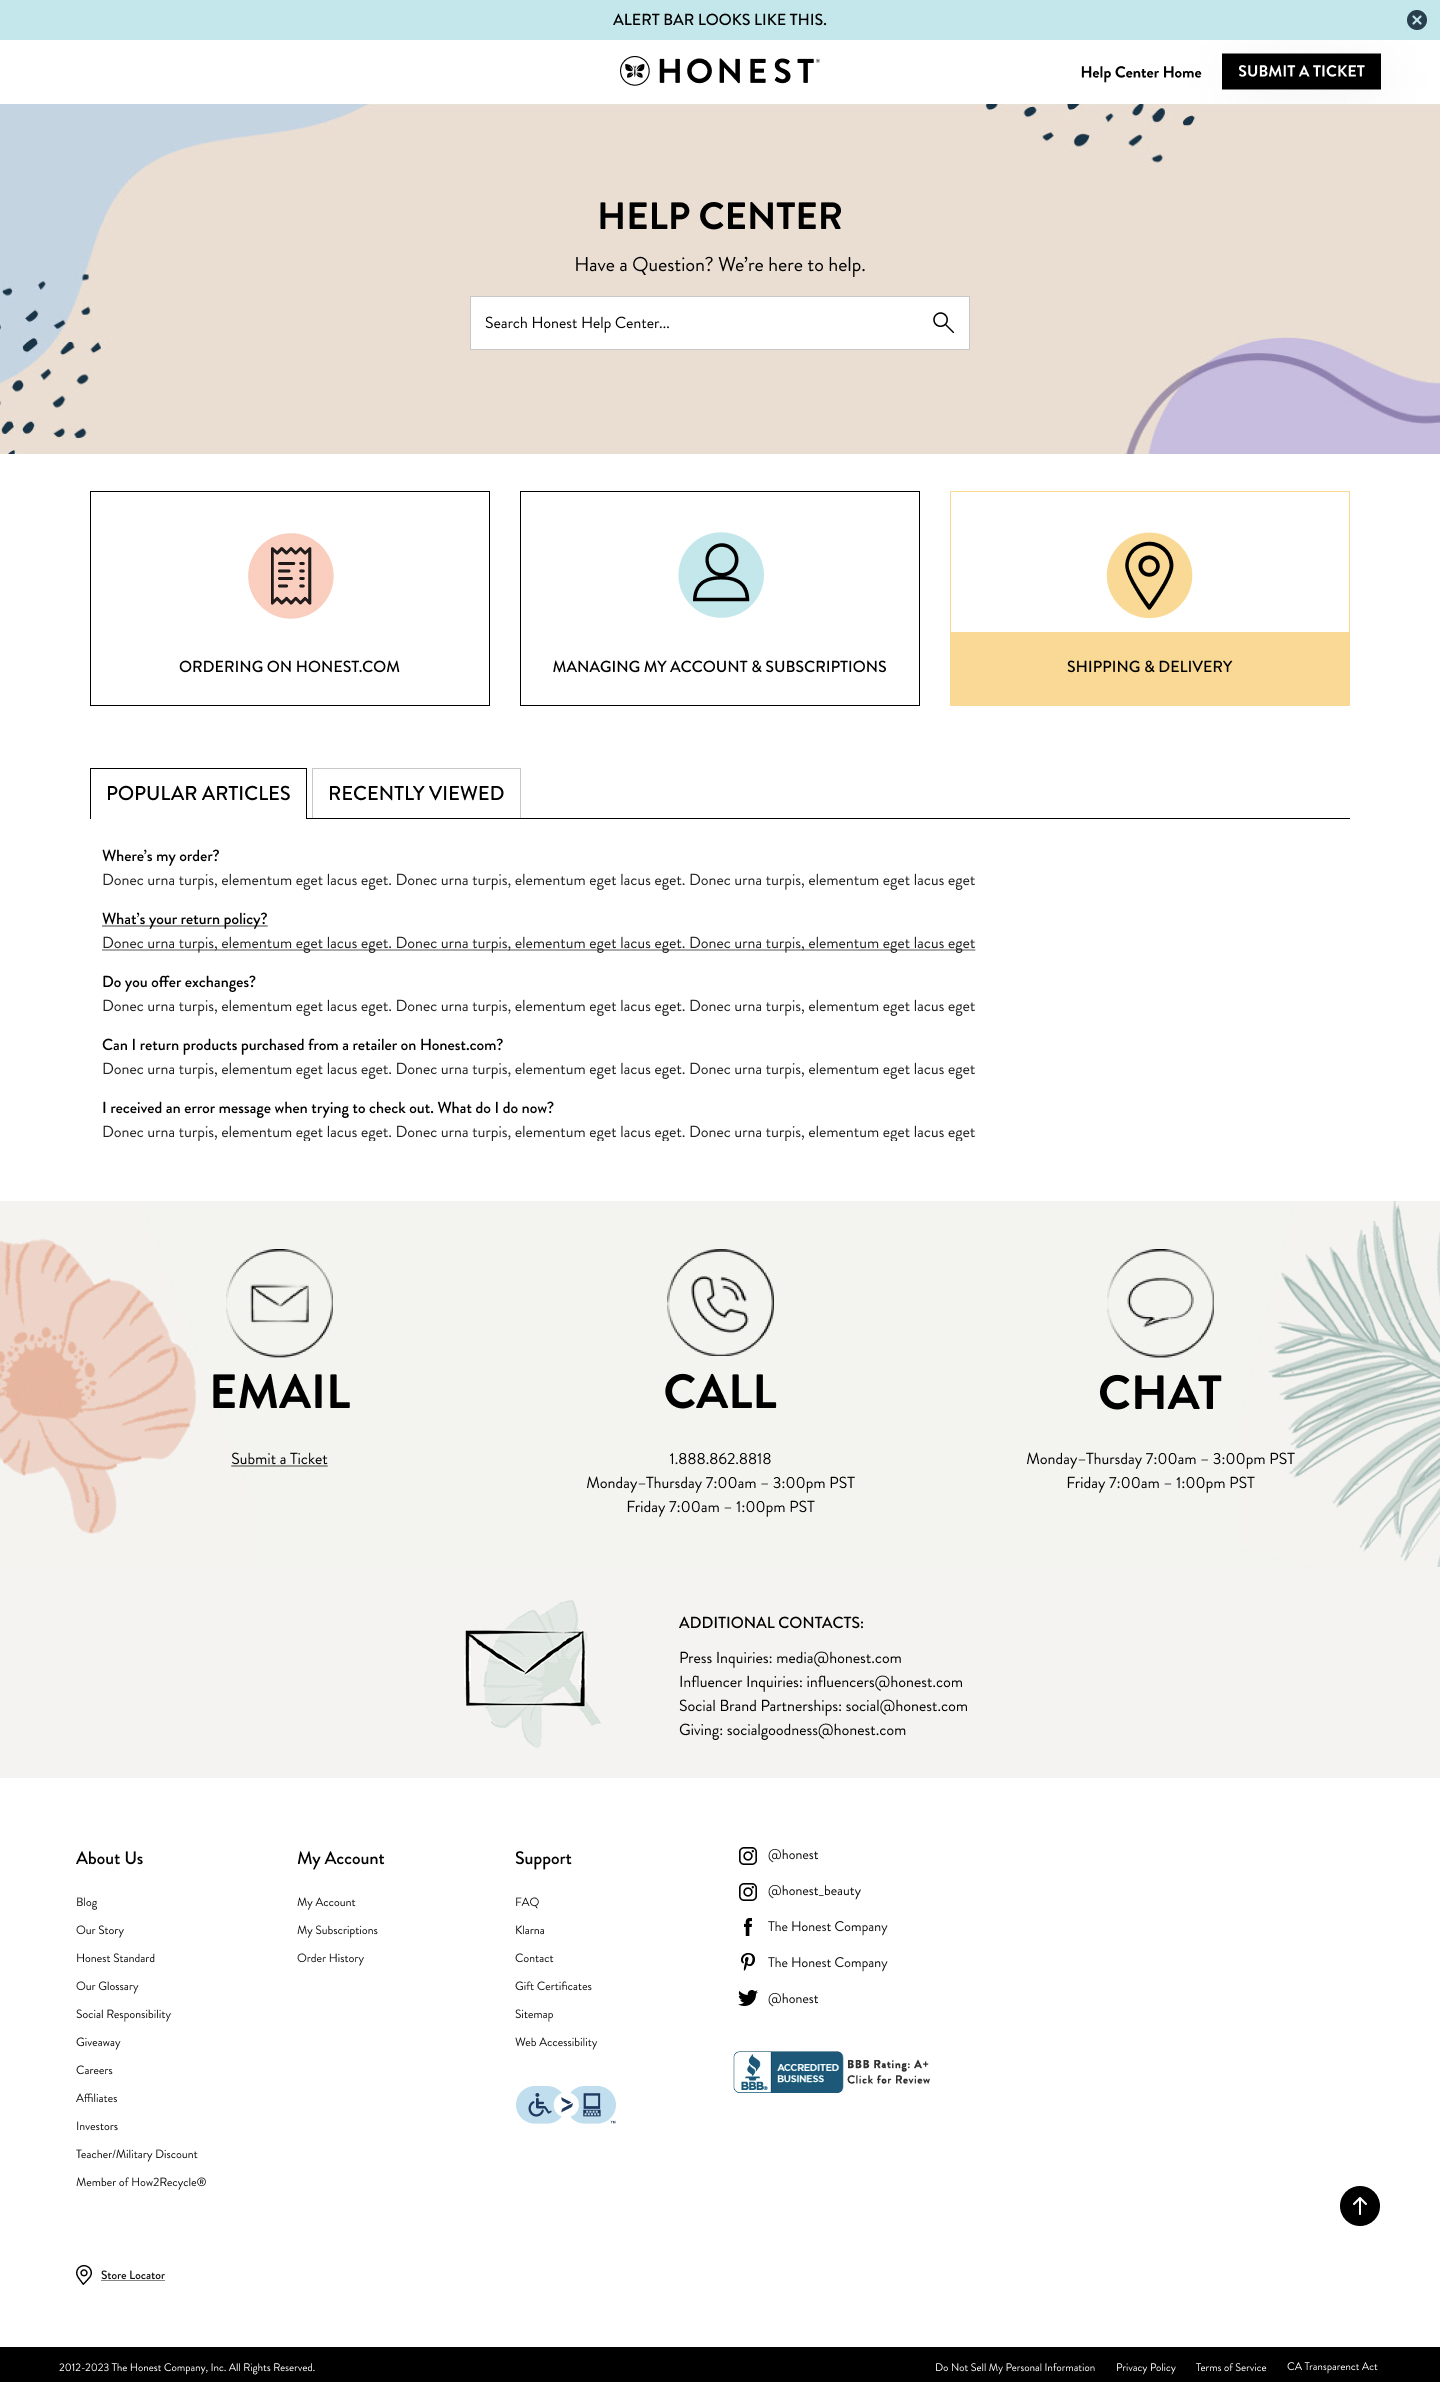 ALERT BAR LOOKS LIKE THIS.
HONEST
Help Center Home
SUBMIT A TICKET
HELP CENTER
Have a Question? We’re here to help.
Search Honest Help Center...
ORDERING ON HONEST.COM
MANAGING MY ACCOUNT & SUBSCRIPTIONS
SHIPPING & DELIVERY
POPULAR ARTICLES
RECENTLY VIEWED
Where’s my order?
Donec urna turpis, elementum eget lacus eget. Donec urna turpis, elementum eget lacus eget. Donec urna turpis, elementum eget lacus eget
What’s your return policy?
Donec urna turpis, elementum eget lacus eget. Donec urna turpis, elementum eget lacus eget. Donec urna turpis, elementum eget lacus eget
Do you offer exchanges?
Donec urna turpis, elementum eget lacus eget. Donec urna turpis, elementum eget lacus eget. Donec urna turpis, elementum eget lacus eget
Can I return products purchased from a retailer on Honest.com?
Donec urna turpis, elementum eget lacus eget. Donec urna turpis, elementum eget lacus eget. Donec urna turpis, elementum eget lacus eget
I received an error message when trying to check out. What do I do now?
Donec urna turpis, elementum eget lacus eget. Donec urna turpis, elementum eget lacus eget. Donec urna turpis, elementum eget lacus eget
EMAIL
Submit a Ticket
CALL
1.888.862.8818
Monday–Thursday 7:00am – 3:00pm PST
Friday 7:00am – 1:00pm PST
CHAT
Monday–Thursday 7:00am – 3:00pm PST
Friday 7:00am – 1:00pm PST
ADDITIONAL CONTACTS:
Press Inquiries: media@honest.com
Influencer Inquiries: influencers@honest.com
Social Brand Partnerships: social@honest.com
Giving: socialgoodness@honest.com
About Us
Blog
Our Story
Honest Standard
Our Glossary
Social Responsibility
Giveaway
Careers
Affiliates
Investors
Teacher/Military Discount
Member of How2Recycle®
My Account
My Account
My Subscriptions
Order History
Support
FAQ
Klarna
Contact
Gift Certificates
Sitemap
Web Accessibility
@honest
@honest_beauty
The Honest Company
The Honest Company
@honest
BBB.
ACCREDITED
BUSINESS
BBB Rating: A+
Click for Review
Store Locator
2012-2023 The Honest Company, Inc. All Rights Reserved.
Do Not Sell My Personal Information
Privacy Policy
Terms of Service
CA Transparenct Act